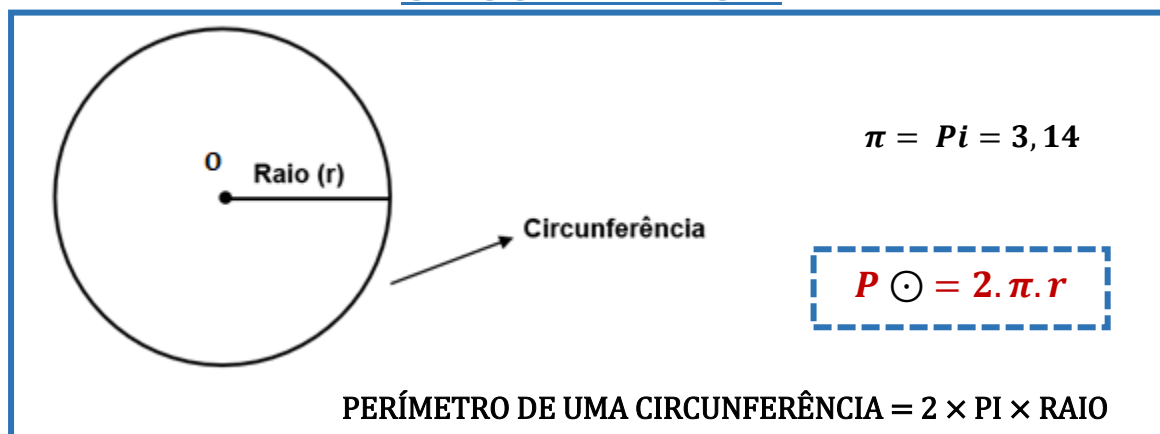 π = Pi = 3,14
O
Raio (r)
Circunferência
P ⊙ = 2.π.r
PERÍMETRO DE UMA CIRCUNFERÊNCIA = 2 × PI × RAIO